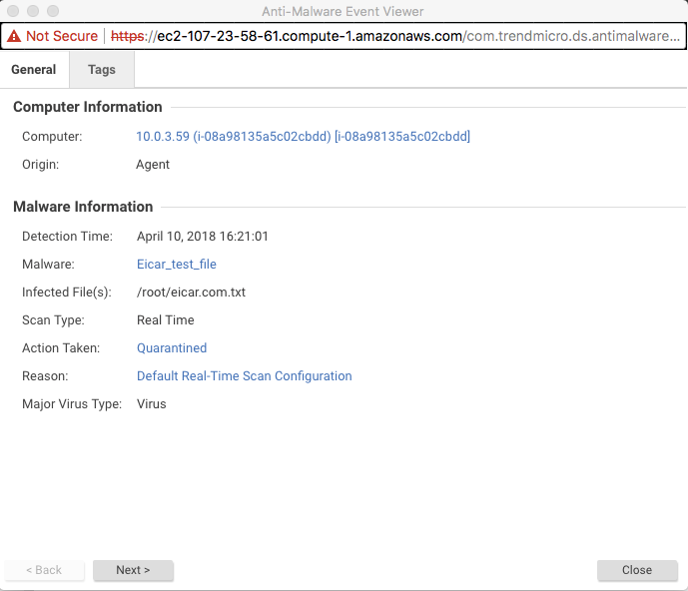 Anti-Malware Event Viewer
Not Secure | https://ec2-107-23-58-61.compute-1.amazonaws.com/com.trendmicro.ds.antimalware...
General Tags
Computer Information
Computer: 10.0.3.59 (i-08a98135a5c02cbdd) [i-08a98135a5c02cbdd]
Origin: Agent
Malware Information
Detection Time: April 10, 2018 16:21:01
Malware: Eicar_test_file
Infected File(s): /root/eicar.com.txt
Scan Type: Real Time
Action Taken: Quarantined
Reason: Default Real-Time Scan Configuration
Major Virus Type: Virus
< Back Next > Close